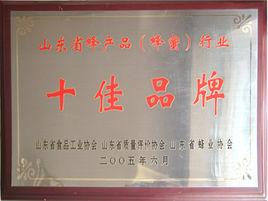 山东省蜂产品（蜂蜜）行业
十佳品牌
山东省食品工业协会 山东省质量评价协会 山东省蜂业协会
二〇〇五年六月